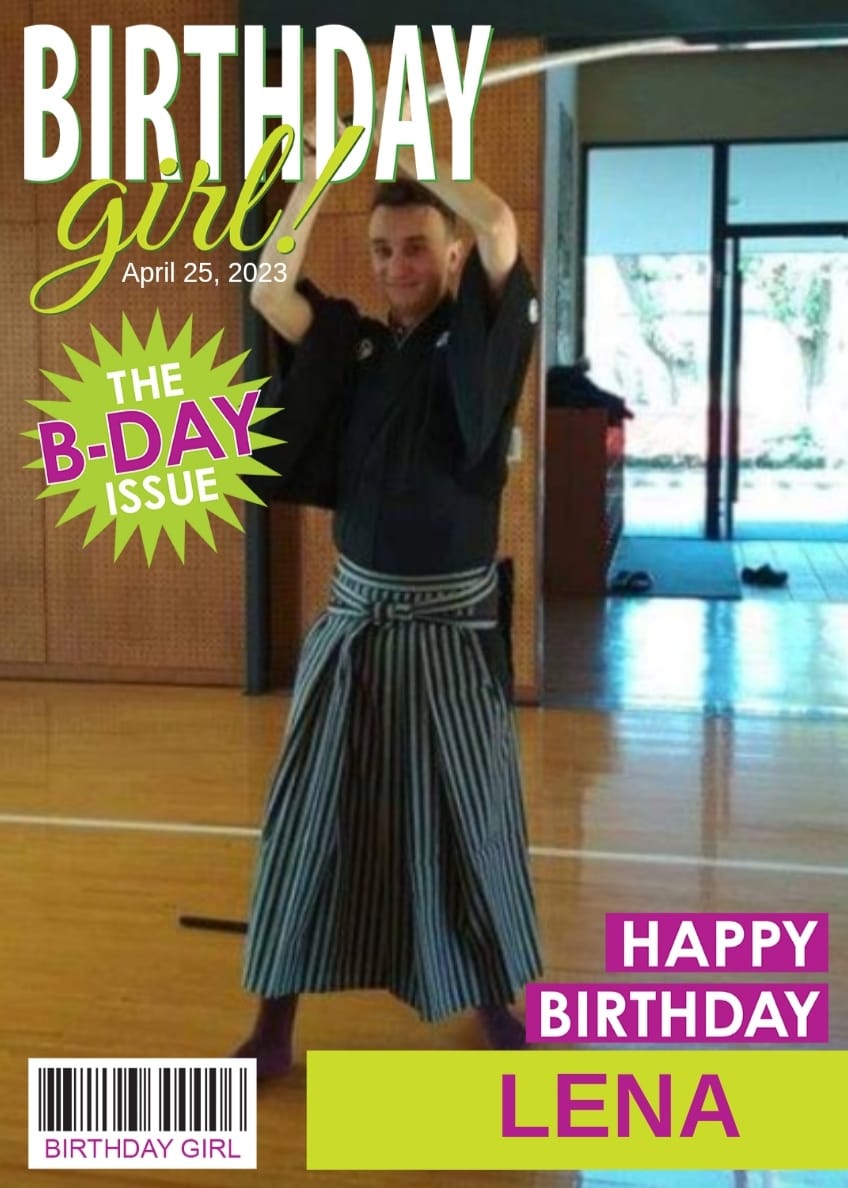 BIRTHDAY
girl!
April 25, 2023
THE
B-DAY
ISSUE
HAPPY
BIRTHDAY
LENA
BIRTHDAY GIRL